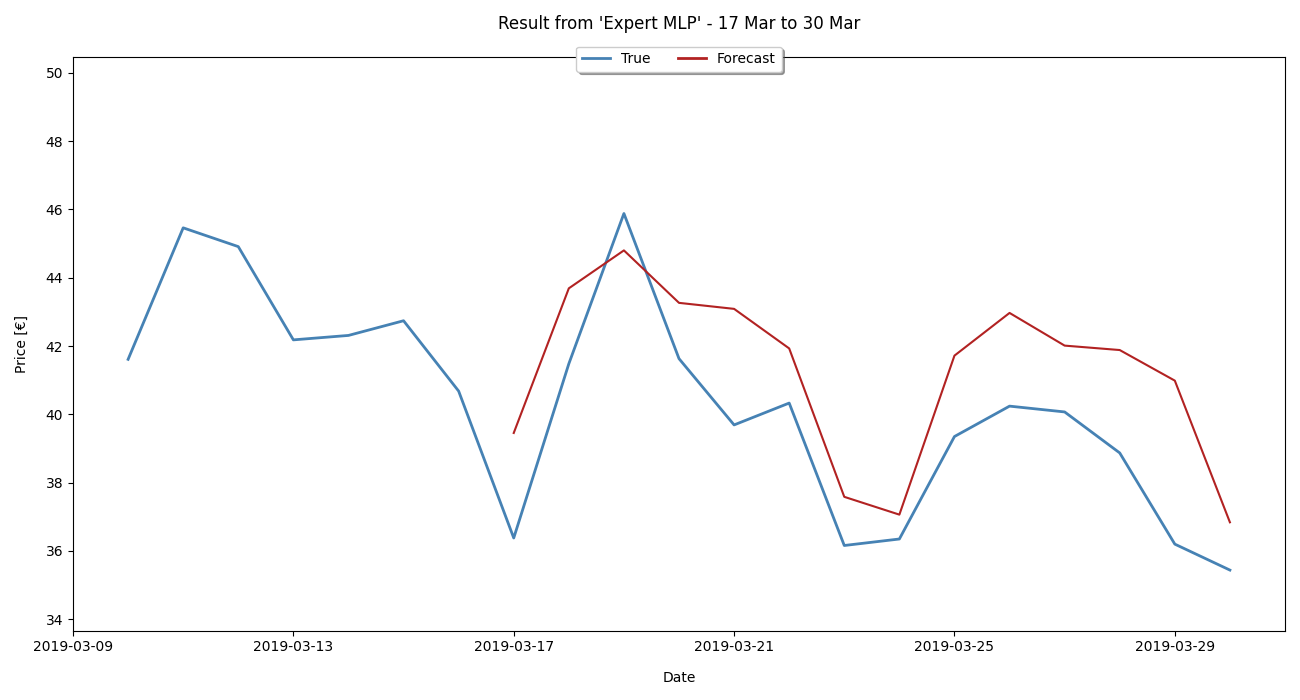 Result from 'Expert MLP' - 17 Mar to 30 Mar
True Forecast
50
48
46
44
42
40
38
36
34
Price [€]
2019-03-09 2019-03-13 2019-03-17 2019-03-21 2019-03-25 2019-03-29
Date